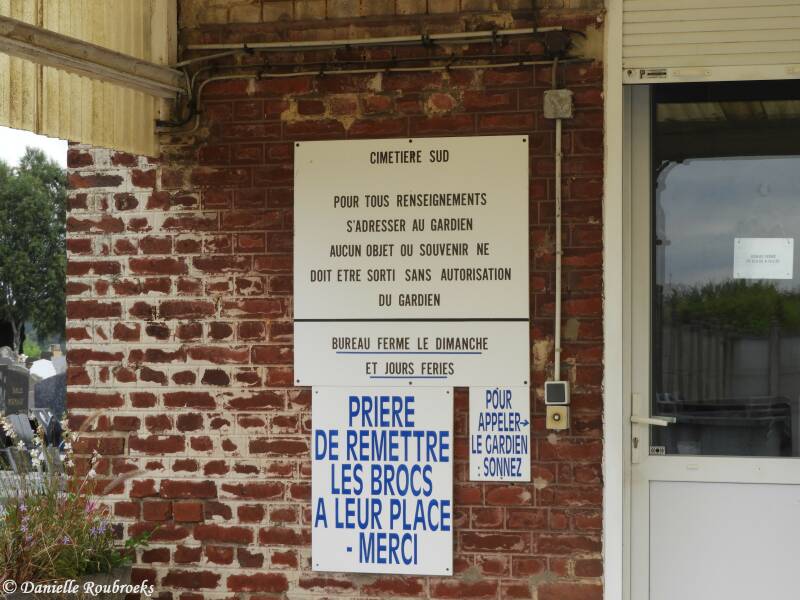 CIMETIERE SUD
POUR TOUS RENSEIGNEMENTS
S'ADRESSER AU GARDIEN
AUCUN OBJET OU SOUVENIR NE
DOIT ETRE SORTI SANS AUTORISATION
DU GARDIEN
BUREAU FERME LE DIMANCHE
ET JOURS FERIES
PRIERE
DE REMETTRE
LES BROCS
A LEUR PLACE
- MERCI
POUR
APPELER→
LE GARDIEN
: SONNEZ
BUREAU FERME
© Danielle Roubroeks